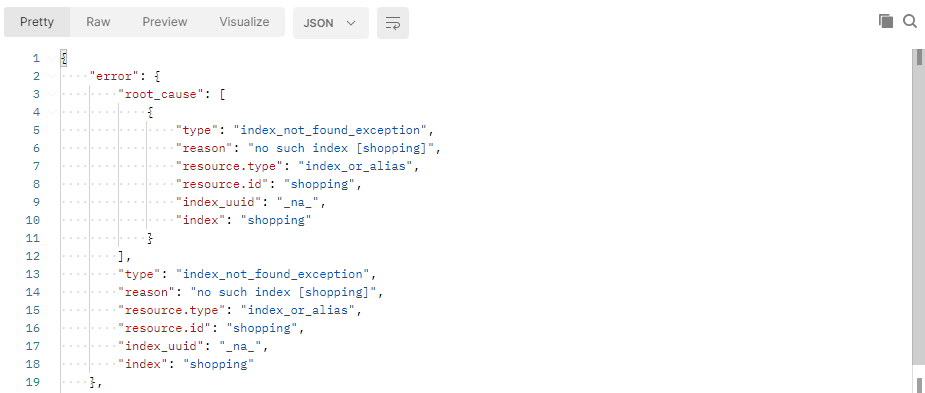 Pretty Raw Preview Visualize JSON
1 {
2 "error": {
3 "root_cause": [
4 {
5 "type": "index_not_found_exception",
6 "reason": "no such index [shopping]",
7 "resource.type": "index_or_alias",
8 "resource.id": "shopping",
9 "index_uuid": "_na_",
10 "index": "shopping"
11 }
12 ],
13 "type": "index_not_found_exception",
14 "reason": "no such index [shopping]",
15 "resource.type": "index_or_alias",
16 "resource.id": "shopping",
17 "index_uuid": "_na_",
18 "index": "shopping"
19 },